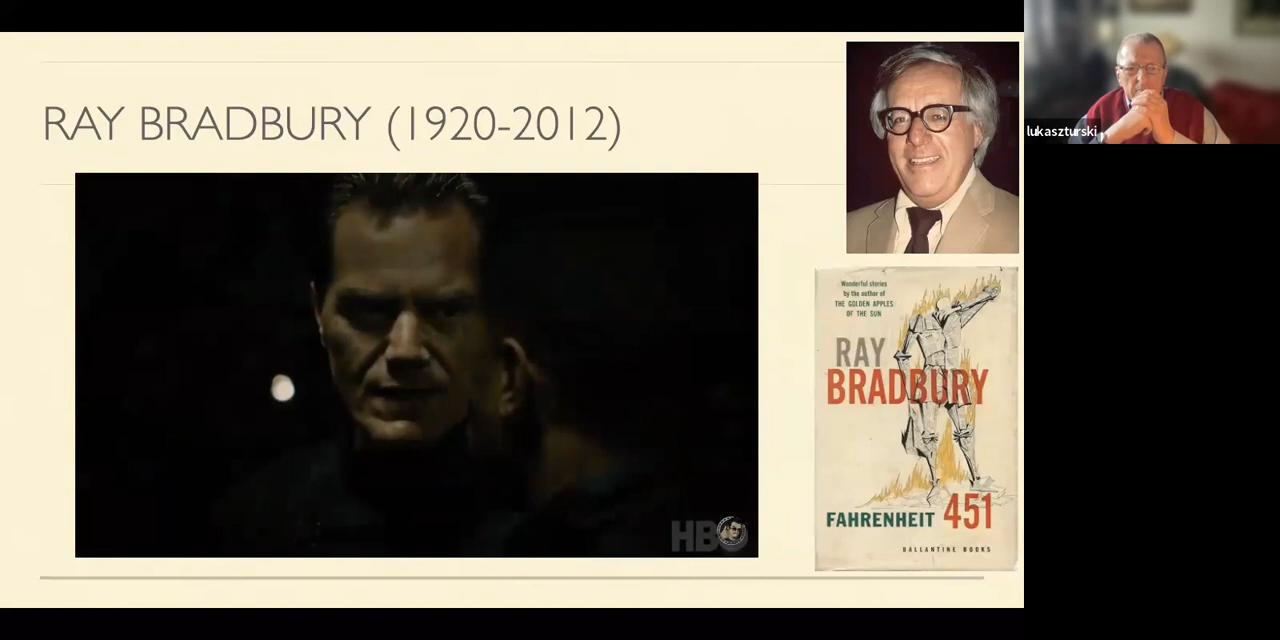 RAY BRADBURY (1920-2012)
lukaszturski
Wonderful stories
by the author of
THE GOLDEN APPLES
OF THE SUN
RAY
BRADBURY
FAHRENHEIT 451
BALLANTINE BOOKS
HBO